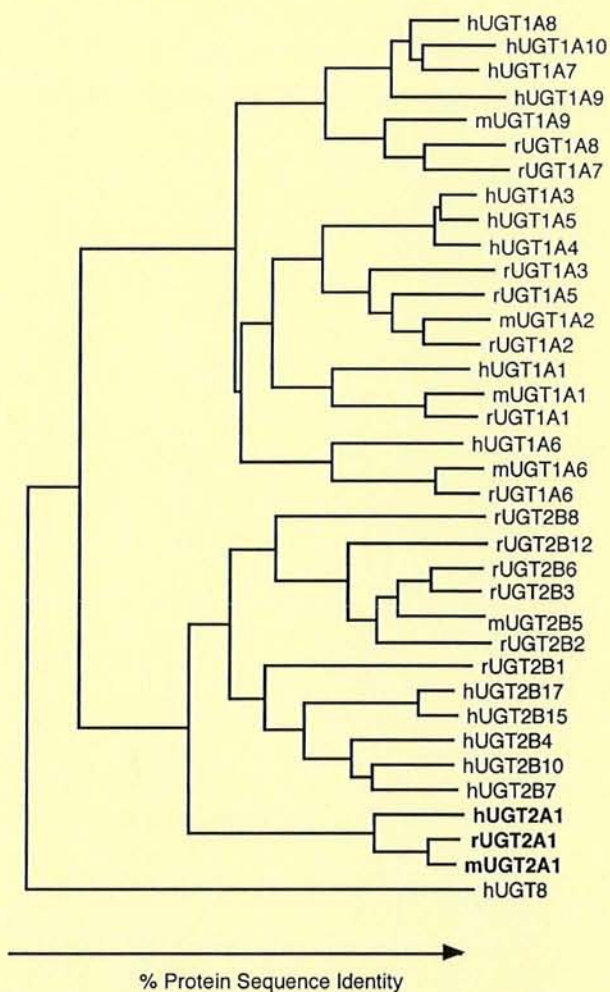 hUGT1A8
hUGT1A10
hUGT1A7
hUGT1A9
mUGT1A9
rUGT1A8
rUGT1A7
hUGT1A3
hUGT1A5
hUGT1A4
rUGT1A3
rUGT1A5
mUGT1A2
rUGT1A2
hUGT1A1
mUGT1A1
rUGT1A1
hUGT1A6
mUGT1A6
rUGT1A6
rUGT2B8
rUGT2B12
rUGT2B6
rUGT2B3
mUGT2B5
rUGT2B2
rUGT2B1
hUGT2B17
hUGT2B15
hUGT2B4
hUGT2B10
hUGT2B7
hUGT2A1
rUGT2A1
mUGT2A1
hUGT8
% Protein Sequence Identity